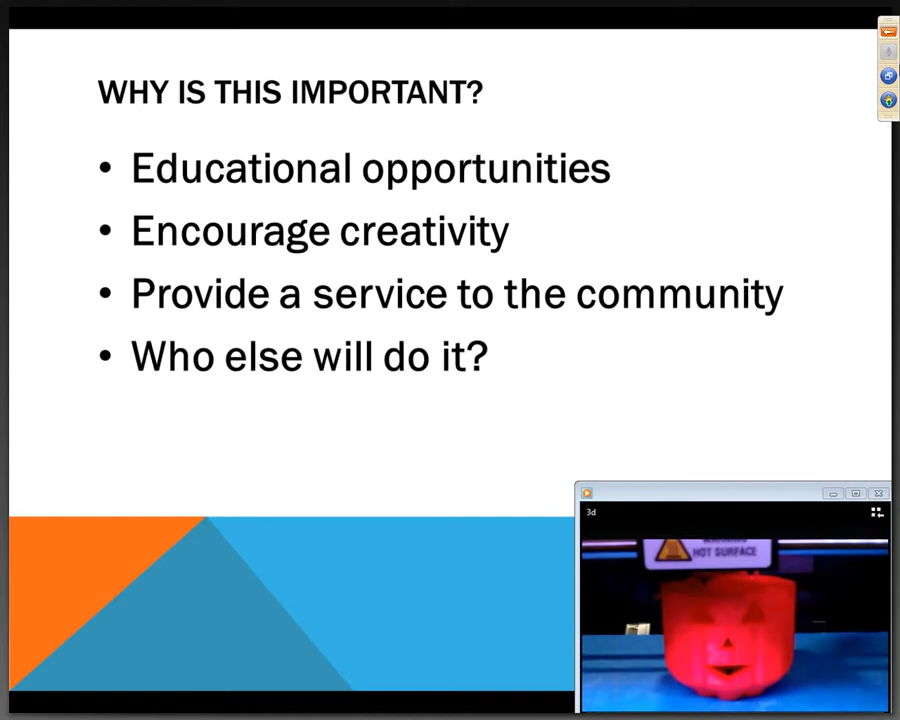 WHY IS THIS IMPORTANT?
• Educational opportunities
• Encourage creativity
• Provide a service to the community
• Who else will do it?
3d
HOT SURFACE